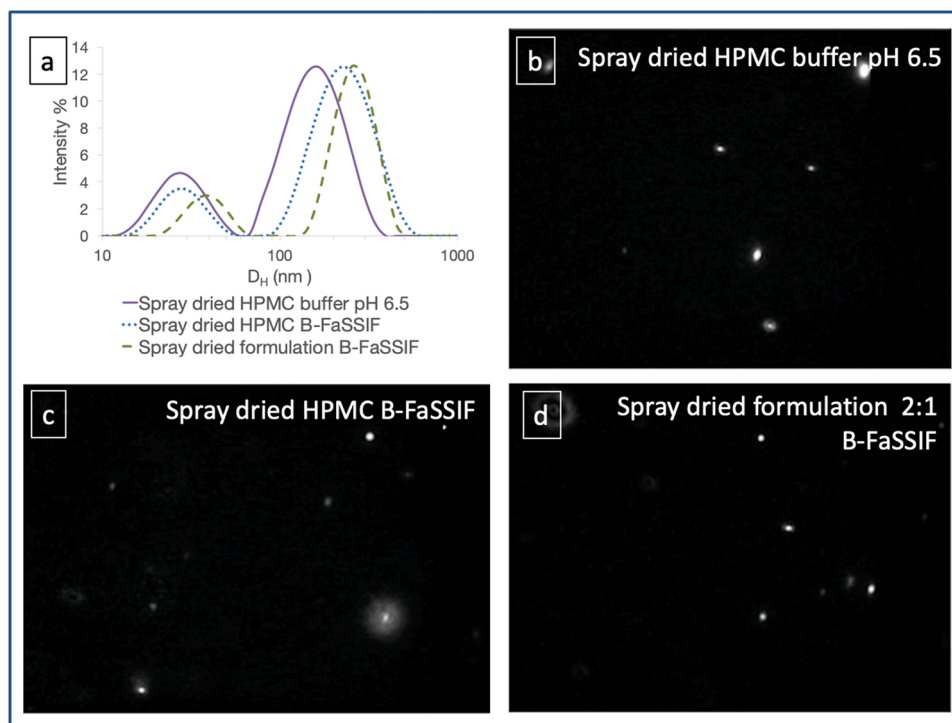 a
14
12
10
8
6
4
2
0
Intensity %
10
100
1000
D_H (nm )
Spray dried HPMC buffer pH 6.5
Spray dried HPMC B-FaSSIF
Spray dried formulation B-FaSSIF
b
Spray dried HPMC buffer pH 6.5
c
Spray dried HPMC B-FaSSIF
d
Spray dried formulation 2:1
B-FaSSIF